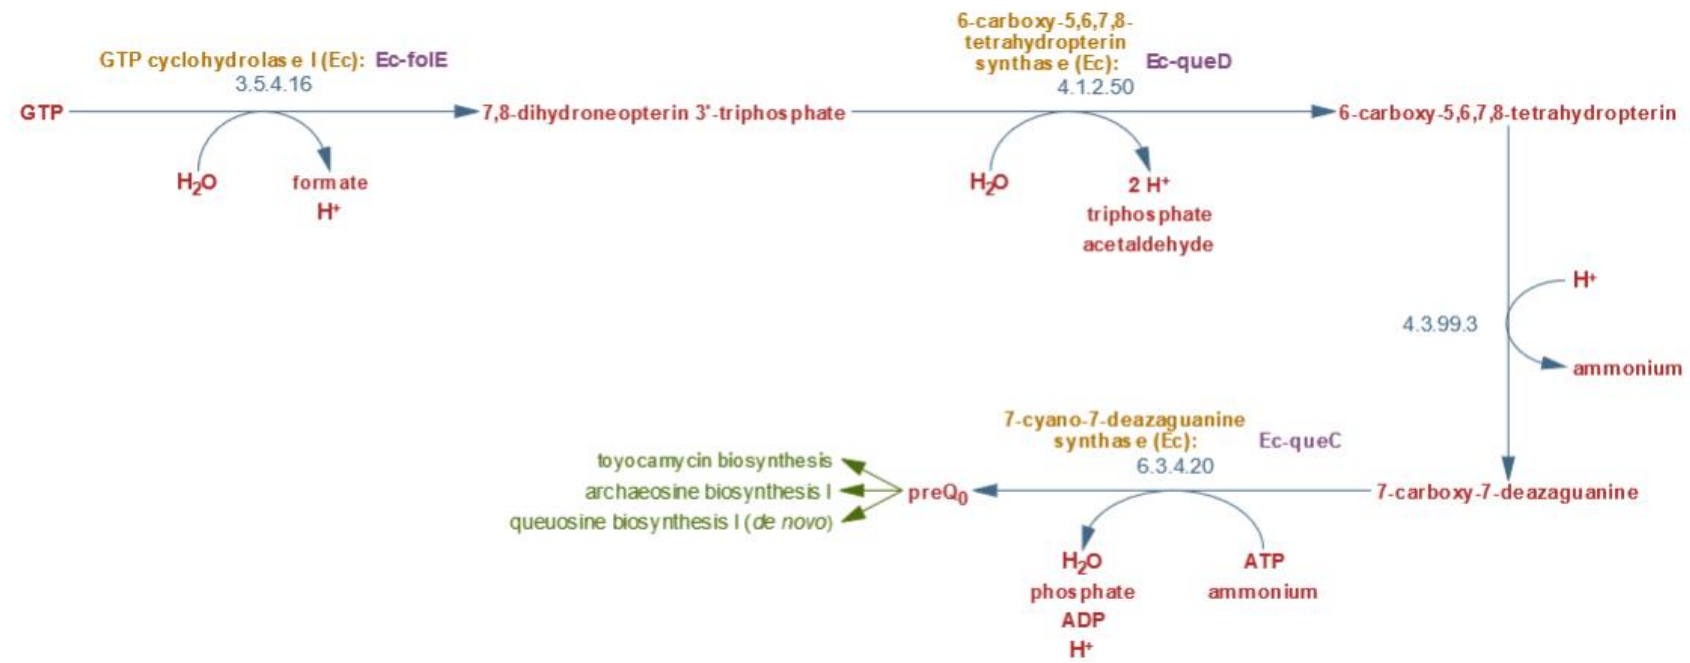 6-carboxy-5,6,7,8-
tetrahydropterin
synthase (Ec): Ec-queD
4.1.2.50
GTP cyclohydrolase I (Ec): Ec-folE
3.5.4.16
GTP
7,8-dihydroneopterin 3'-triphosphate
6-carboxy-5,6,7,8-tetrahydropterin
H₂O
formate
H⁺
H₂O
2 H⁺
triphosphate
acetaldehyde
H⁺
4.3.99.3
ammonium
7-cyano-7-deazaguanine
synthase (Ec): Ec-queC
6.3.4.20
7-carboxy-7-deazaguanine
preQ₀
toyocamycin biosynthesis
archaeosine biosynthesis I
queuosine biosynthesis I (de novo)
H₂O
phosphate
ADP
H⁺
ATP
ammonium